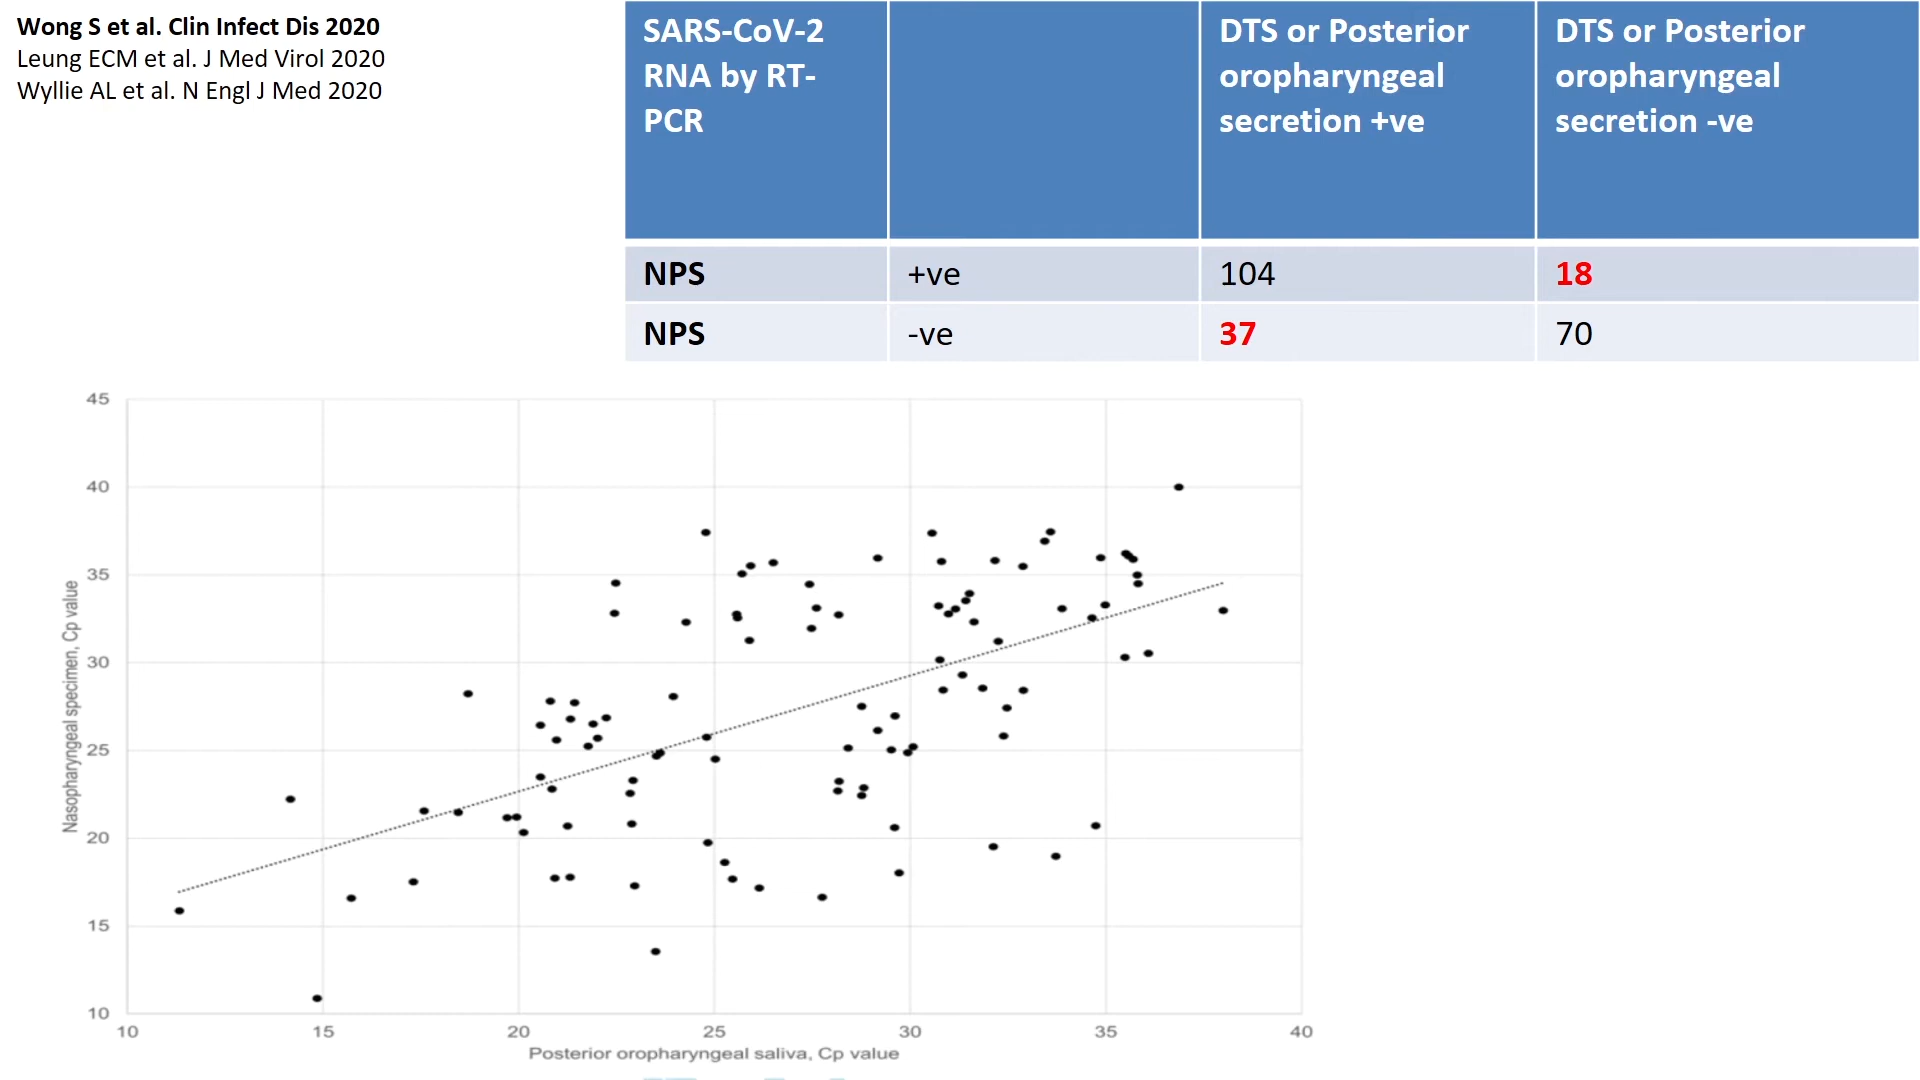 Wong S et al. Clin Infect Dis 2020
Leung ECM et al. J Med Virol 2020
Wyllie AL et al. N Engl J Med 2020
SARS-CoV-2
RNA by RT-
PCR
DTS or Posterior
oropharyngeal
secretion +ve
DTS or Posterior
oropharyngeal
secretion -ve
NPS +ve 104 18
NPS -ve 37 70
45
40
35
30
25
20
15
10
Nasopharyngeal specimen, Cp value
10 15 20 25 30 35 40
Posterior oropharyngeal saliva, Cp value